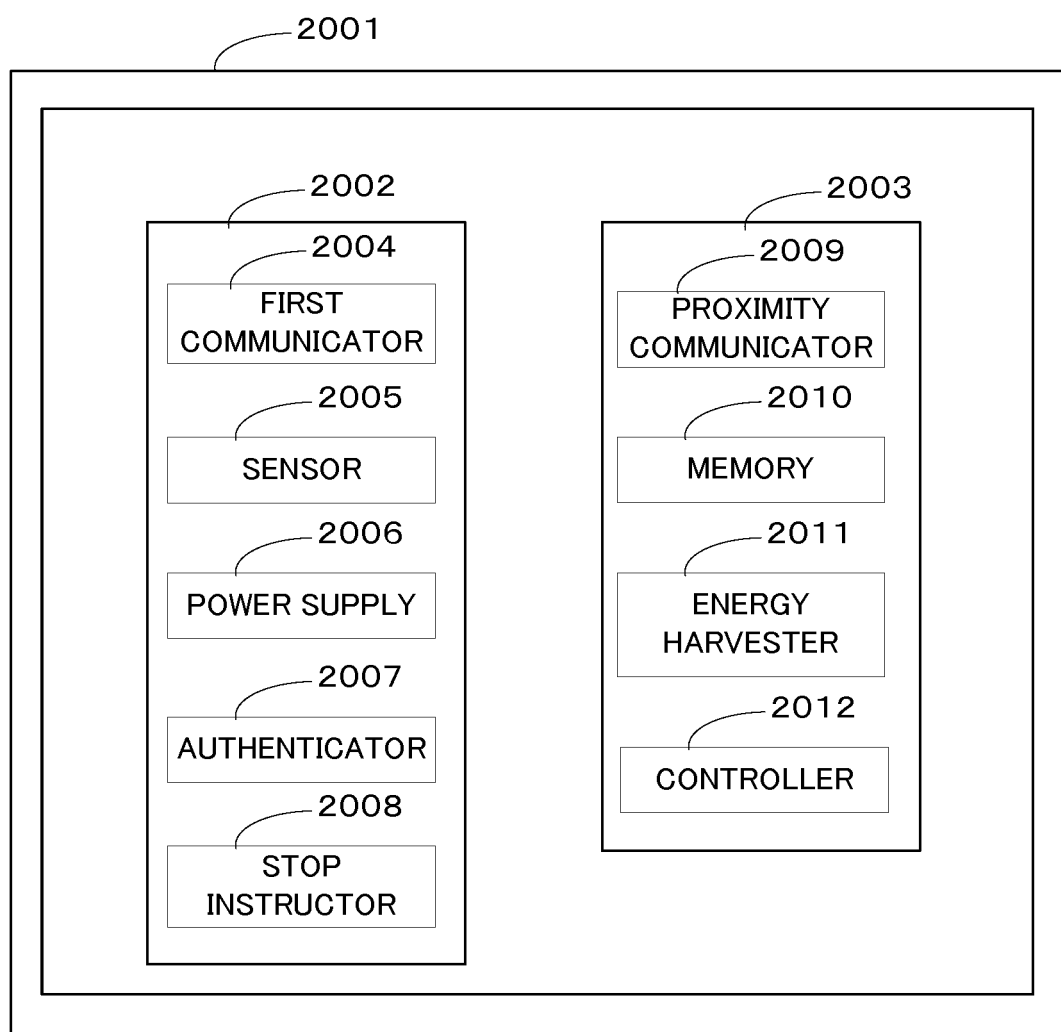 2001
2002
2004
FIRST
COMMUNICATOR
2005
SENSOR
2006
POWER SUPPLY
2007
AUTHENTICATOR
2008
STOP
INSTRUCTOR
2003
2009
PROXIMITY
COMMUNICATOR
2010
MEMORY
2011
ENERGY
HARVESTER
2012
CONTROLLER